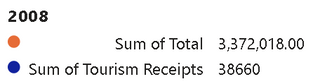 2008
Sum of Total 3,372,018.00
Sum of Tourism Receipts 38660